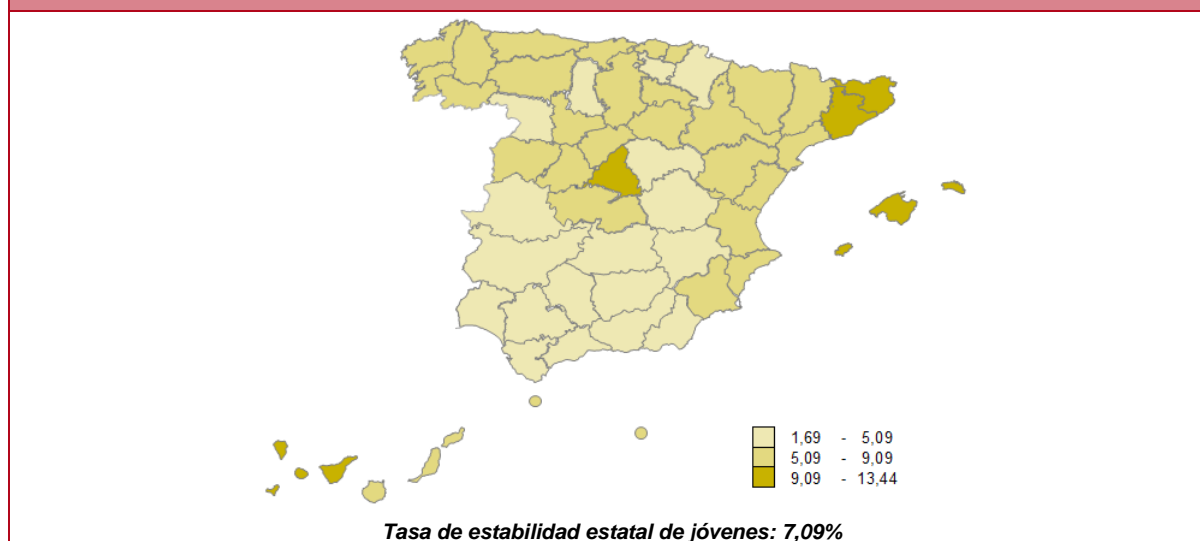 1,69 - 5,09
5,09 - 9,09
9,09 - 13,44
Tasa de estabilidad estatal de jóvenes: 7,09%